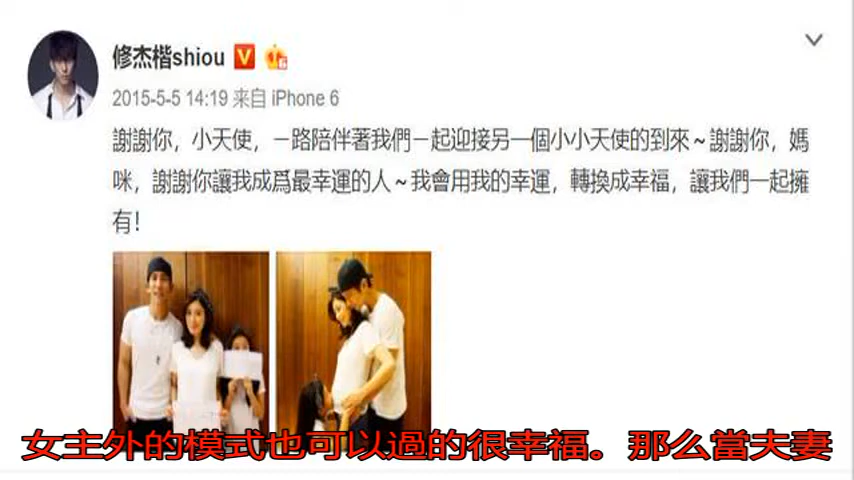 修杰楷shiou
2015-5-5 14:19 来自 iPhone 6
謝謝你，小天使，一路陪伴著我們一起迎接另一個小小天使的到來～謝謝你，媽
咪，謝謝你讓我成爲最幸運的人～我會用我的幸運，轉換成幸福，讓我們一起擁
有！
女主外的模式也可以過的很幸福。那么當夫妻